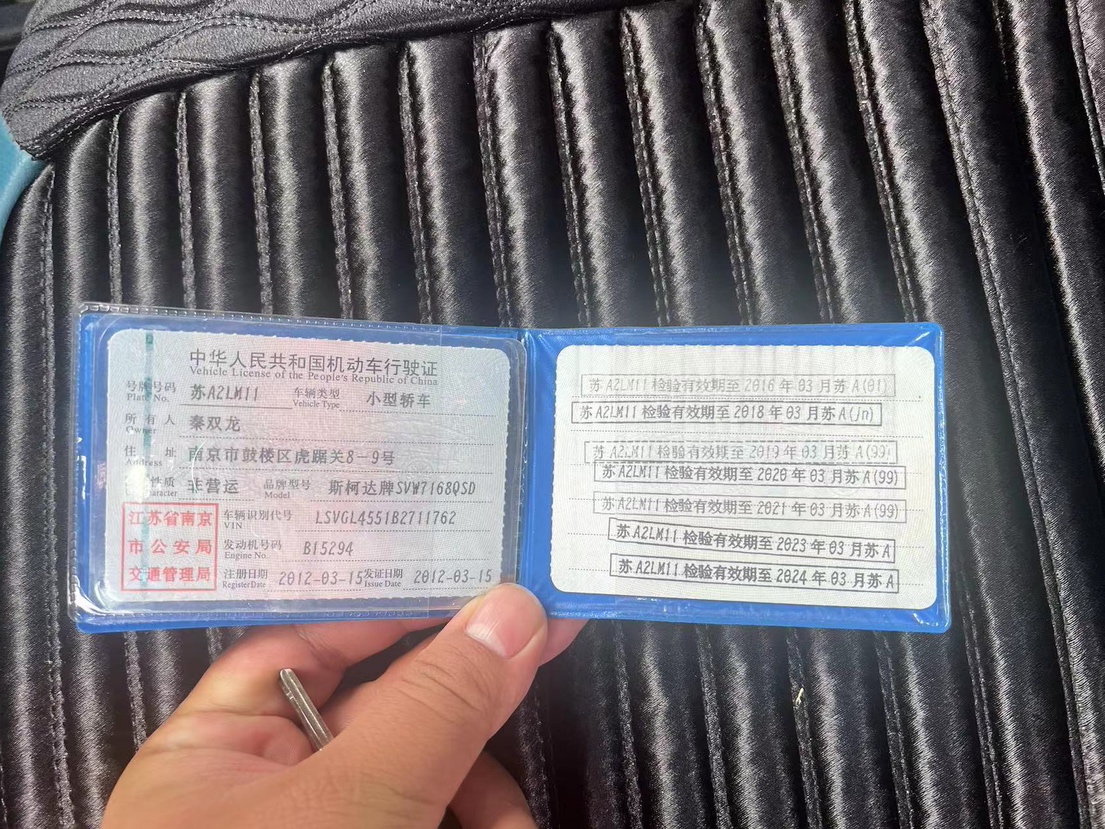 中华人民共和国机动车行驶证
Vehicle License of the People's Republic of China
号牌号码 苏A2LM11 车辆类型 小型轿车
Plate No. Vehicle Type
所有人 秦双龙
Owner
住址 南京市鼓楼区虎踞关8-9号
Address
性质 非营运 品牌型号 斯柯达牌SVW7168QSD
Character Model
江苏省南京
市公安局
交通管理局
车辆识别代号 LSVGL4551B2711762
VIN
发动机号码 B15294
Engine No.
注册日期 2012-03-15 发证日期 2012-03-15
Register Date Issue Date
苏A2LM11 检验有效期至 2016 年 03 月苏A(01)
苏A2LM11 检验有效期至 2018 年 03 月苏A(Jn)
苏A2LM11 检验有效期至 2019 年 03 月苏A(99)
苏A2LM11 检验有效期至 2020 年 03 月苏A(99)
苏A2LM11 检验有效期至 2021 年 03 月苏A(99)
苏A2LM11 检验有效期至 2023 年 03 月苏A
苏A2LM11 检验有效期至 2024 年 03 月苏A